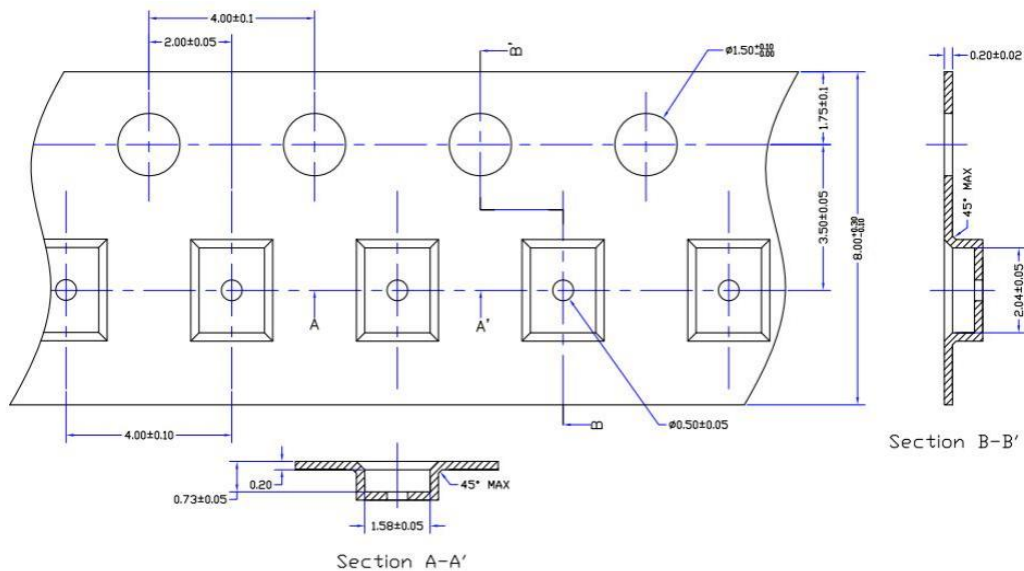 4.00±0.1
2.00±0.05
B'
ø1.50+0.10
-0.00
0.20±0.02
1.75±0.1
3.50±0.05
8.00+0.30
-0.10
45° MAX
2.04±0.05
A
A'
B
4.00±0.10
ø0.50±0.05
Section B-B'
0.20
0.73±0.05
45° MAX
1.58±0.05
Section A-A'